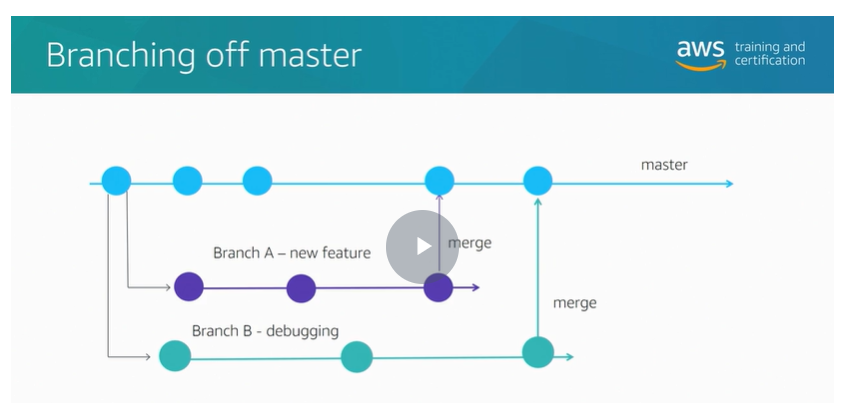 Branching off master
aws training and
certification
master
Branch A – new feature
merge
merge
Branch B - debugging